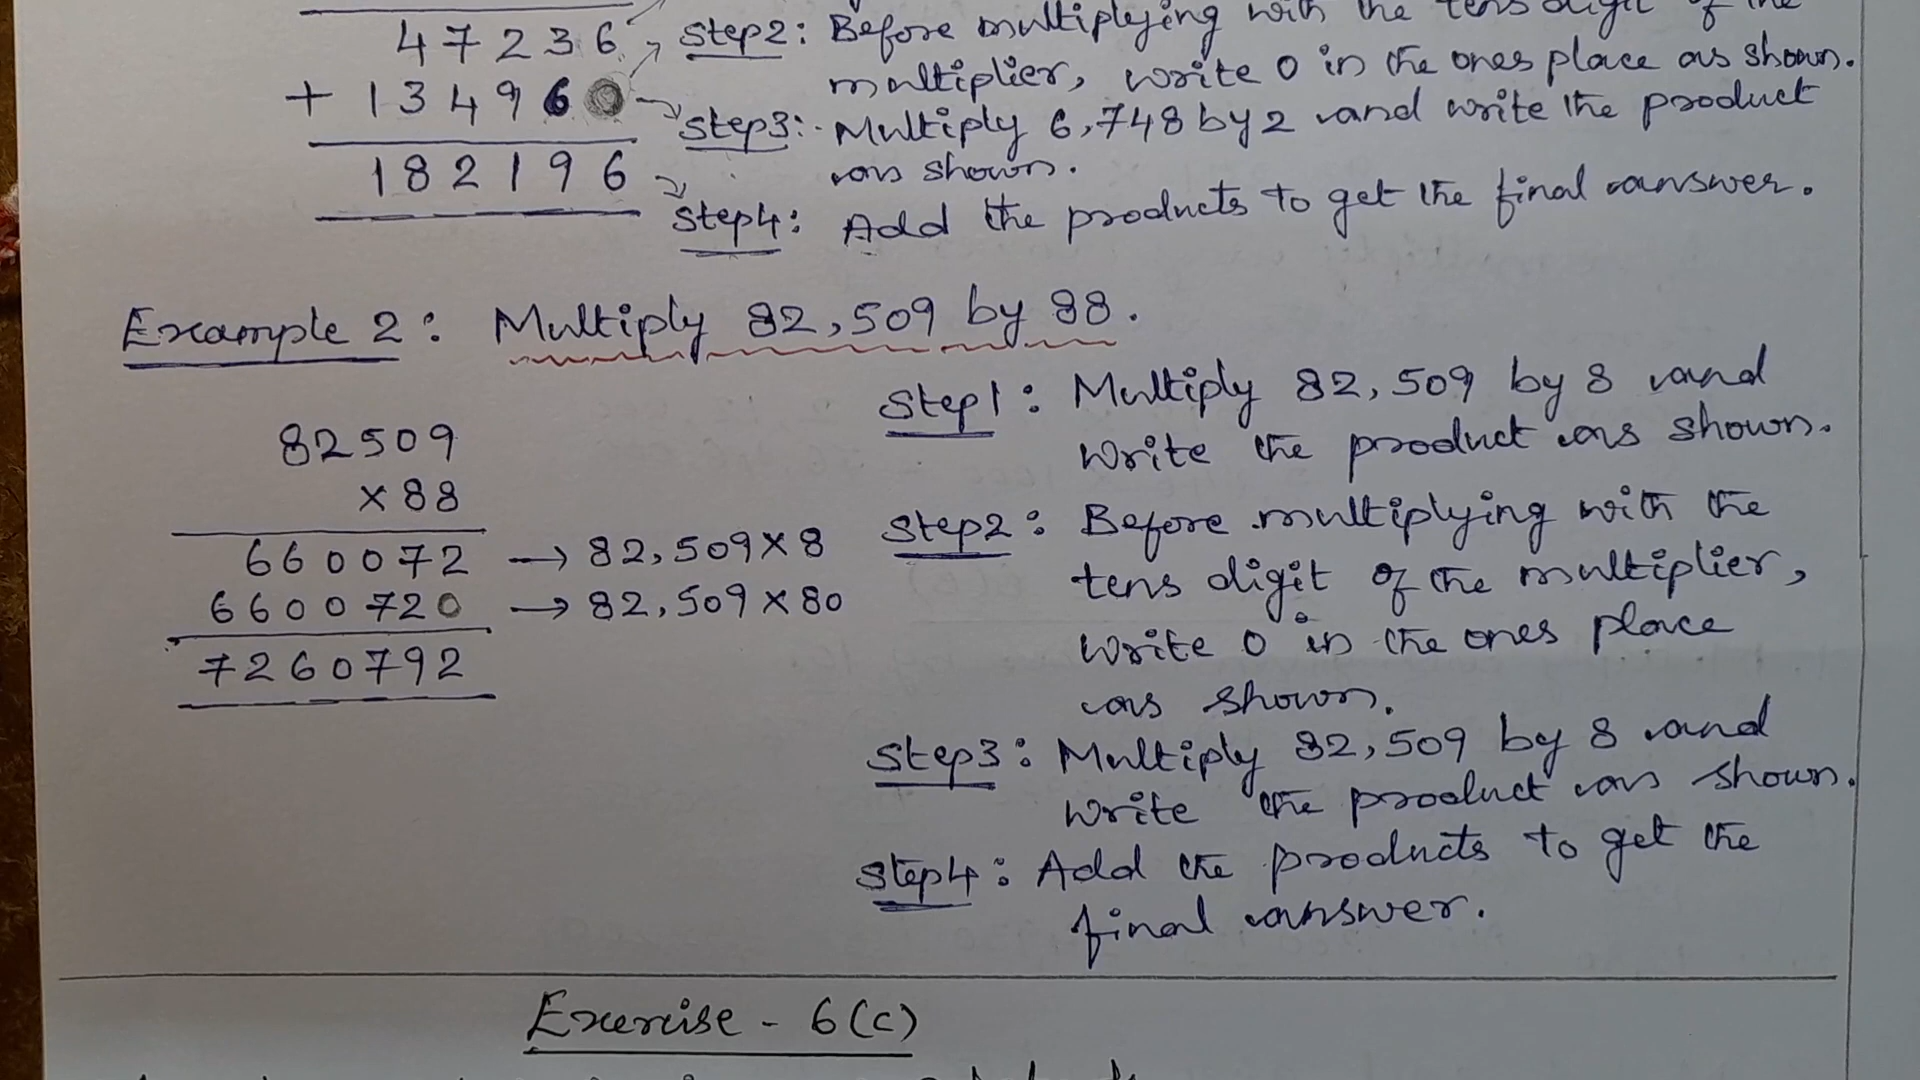 47236
Step2: Before multiplying with the tens digit of the
multiplier, write 0 in the ones place as shown.
+ 134960
Step3:- Multiply 6,748 by 2 and write the product
as shown.
182196
Step4: Add the products to get the final answer.
Example 2: Multiply 82,509 by 88.
82509
×88
660072 → 82,509×8
6600720 → 82,509×80
7260792
Step1: Multiply 82,509 by 8 and
write the product as shown.
Step2: Before multiplying with the
tens digit of the multiplier,
write 0 in the ones place
as shown.
Step3: Multiply 82,509 by 8 and
write the product as shown.
Step4: Add the products to get the
final answer.
Exercise - 6(c)